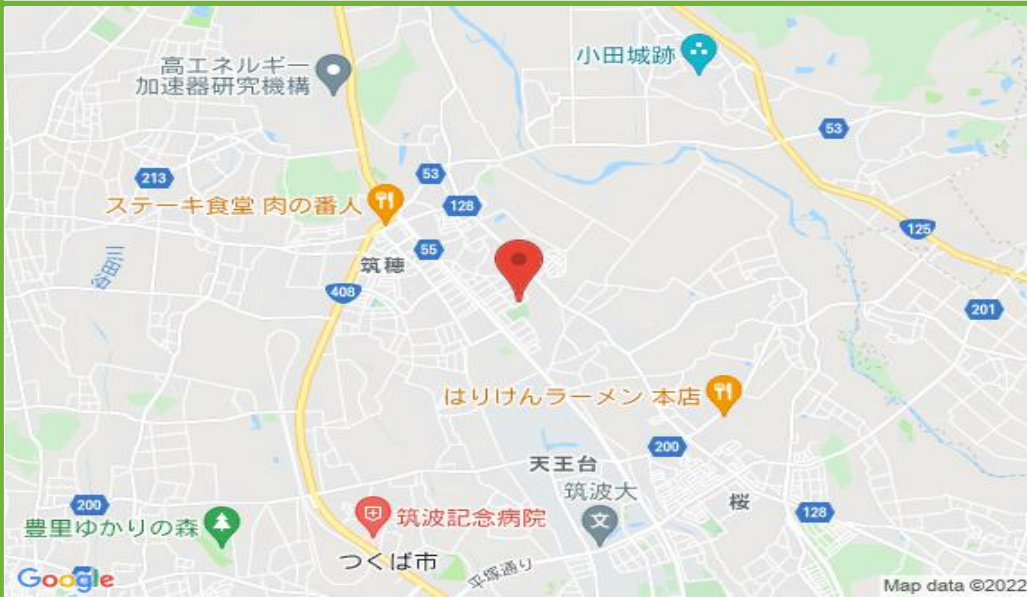 小田城跡
高エネルギー
加速器研究機構
53
213
53
ステーキ食堂 肉の番人
128
125
55
筑穂
谷田川
408
201
はりけんラーメン 本店
200
天王台
筑波大
桜
200
128
豊里ゆかりの森
筑波記念病院
つくば市
平塚通り
Google
Map data ©2022